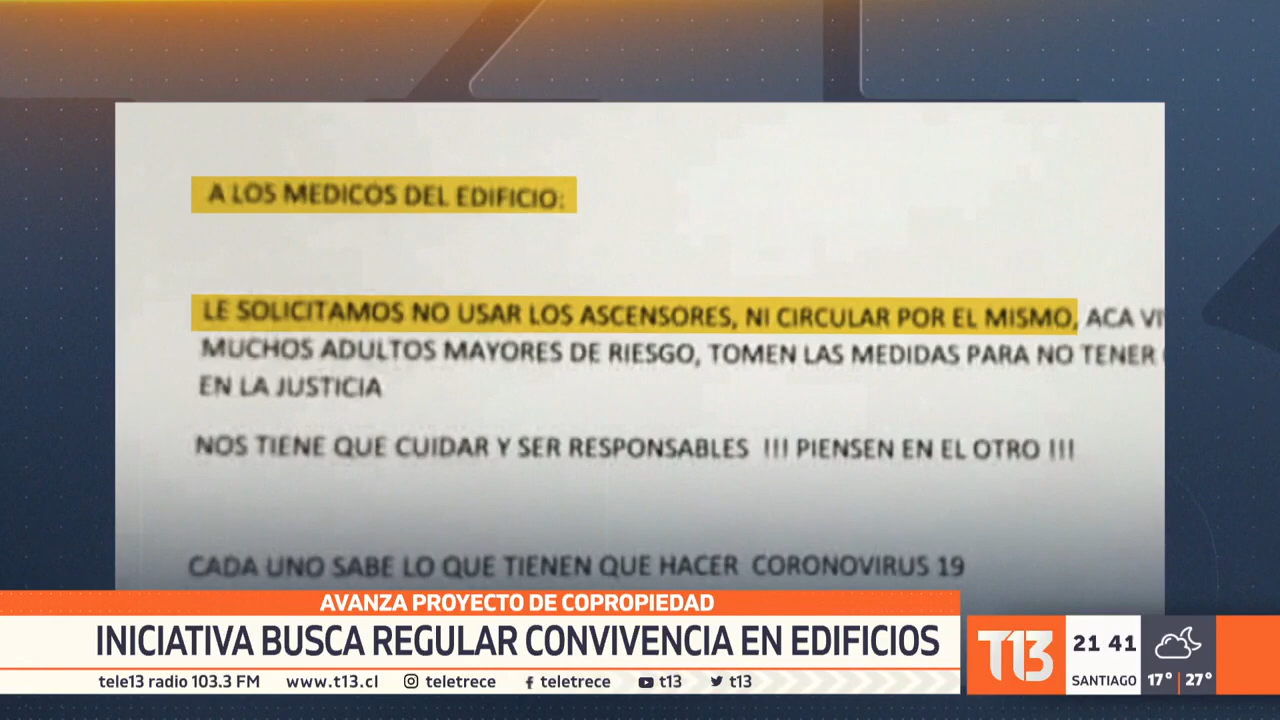 A LOS MEDICOS DEL EDIFICIO:
LE SOLICITAMOS NO USAR LOS ASCENSORES, NI CIRCULAR POR EL MISMO, ACA
MUCHOS ADULTOS MAYORES DE RIESGO, TOMEN LAS MEDIDAS PARA NO TENER
EN LA JUSTICIA
NOS TIENE QUE CUIDAR Y SER RESPONSABLES !!! PIENSEN EN EL OTRO !!!
CADA UNO SABE LO QUE TIENEN QUE HACER CORONOVIRUS 19
AVANZA PROYECTO DE COPROPIEDAD
INICIATIVA BUSCA REGULAR CONVIVENCIA EN EDIFICIOS
tele13 radio 103.3 FM www.t13.cl teletrece teletrece t13 t13
T13
21 41
SANTIAGO 17° 27°